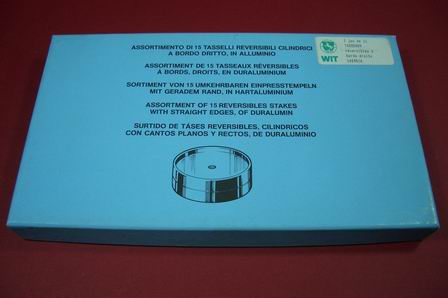 ASSORTIMENTO DI 15 TASSELLI REVERSIBILI CILINDRICI
A BORDO DRITTO, IN ALLUMINIO
ASSORTIMENT DE 15 TASSEAUX RÉVERSIBLES
À BORDS, DROITS, EN DURALUMINIUM
SORTIMENT VON 15 UMKEHRBAREN EINPRESSTEMPELN
MIT GERADEM RAND, IN HARTALUMINIUM
ASSORTMENT OF 15 REVERSIBLES STAKES
WITH STRAIGHT EDGES, OF DURALUMIN
SURTIDO DE TÁSES REVERSIBLES, CILINDRICOS
CON CANTOS PLANOS Y RECTOS, DE DURALUMINIO
WIT